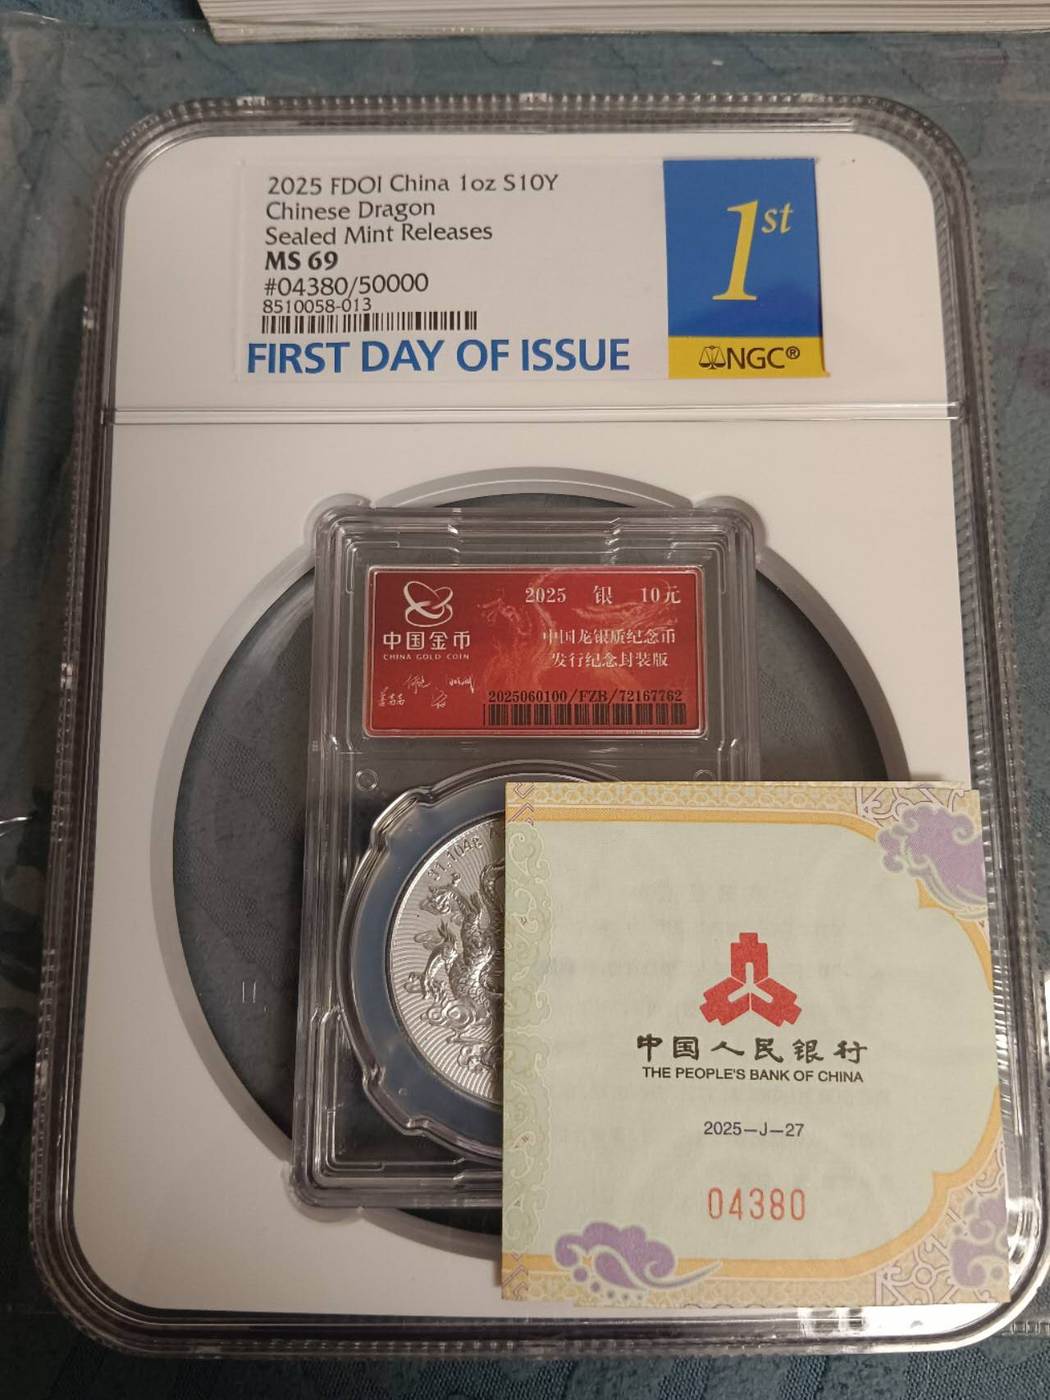 2025 FDOI China 1oz S10Y
Chinese Dragon
Sealed Mint Releases
MS 69
#04380/50000
8510058-013
FIRST DAY OF ISSUE
1st
NGC®
中国金币
CHINA GOLD COIN
2025 银 10元
中国龙银质纪念币
发行纪念封装版
2025060100/FZB/72167762
31.104g
中国人民银行
THE PEOPLE'S BANK OF CHINA
2025-J-27
04380